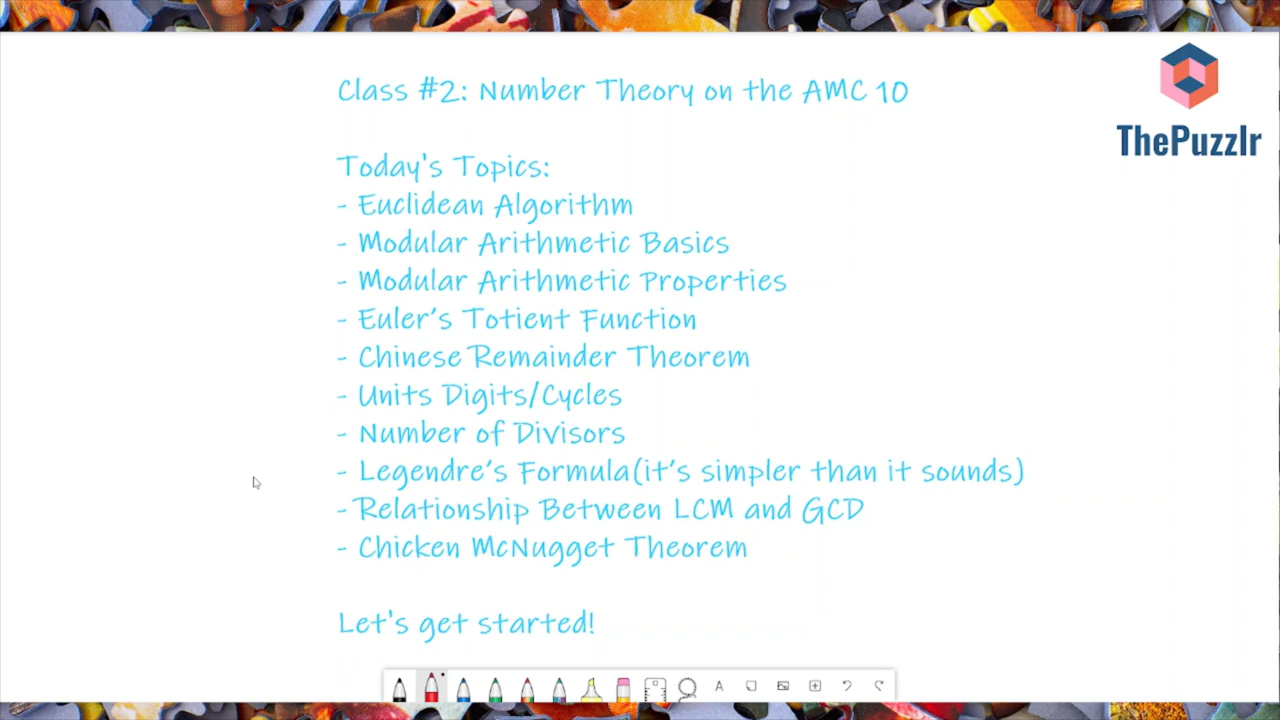 Class #2: Number Theory on the AMC 10
ThePuzzlr
Today's Topics:
- Euclidean Algorithm
- Modular Arithmetic Basics
- Modular Arithmetic Properties
- Euler's Totient Function
- Chinese Remainder Theorem
- Units Digits/Cycles
- Number of Divisors
- Legendre's Formula(it's simpler than it sounds)
- Relationship Between LCM and GCD
- Chicken McNugget Theorem
Let's get started!
A